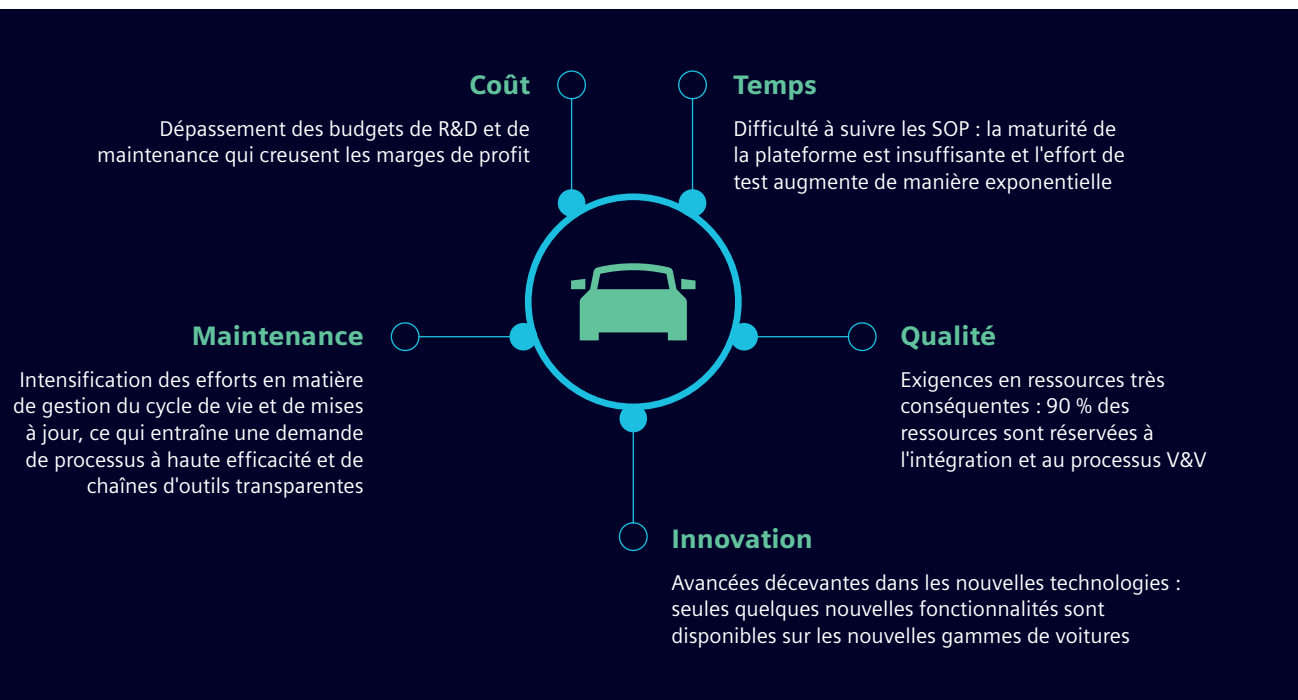 Coût
Dépassement des budgets de R&D et de
maintenance qui creusent les marges de profit
Temps
Difficulté à suivre les SOP : la maturité de
la plateforme est insuffisante et l'effort de
test augmente de manière exponentielle
Maintenance
Intensification des efforts en matière
de gestion du cycle de vie et de mises
à jour, ce qui entraîne une demande
de processus à haute efficacité et de
chaînes d'outils transparentes
Qualité
Exigences en ressources très
conséquentes : 90 % des
ressources sont réservées à
l'intégration et au processus V&V
Innovation
Avancées décevantes dans les nouvelles technologies :
seules quelques nouvelles fonctionnalités sont
disponibles sur les nouvelles gammes de voitures